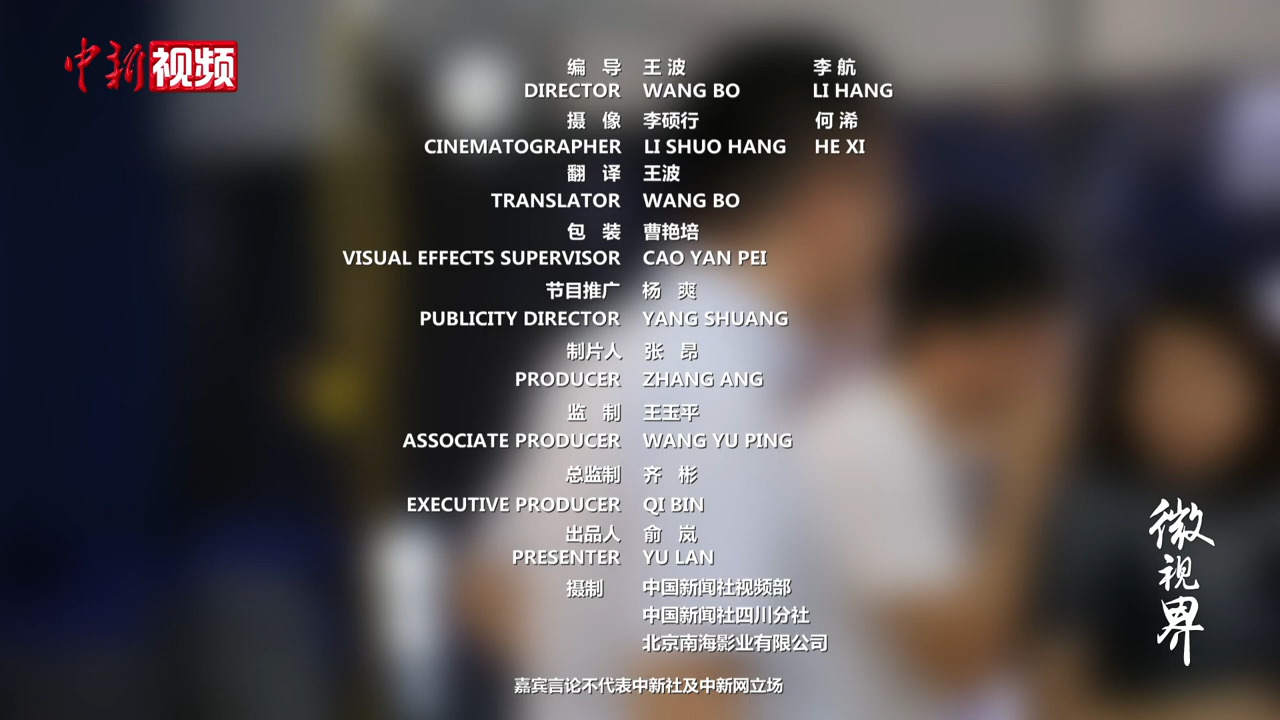 中新视频
编 导 王 波 李 航
DIRECTOR WANG BO LI HANG
摄 像 李硕行 何 浠
CINEMATOGRAPHER LI SHUO HANG HE XI
翻 译 王波
TRANSLATOR WANG BO
包 装 曹艳培
VISUAL EFFECTS SUPERVISOR CAO YAN PEI
节目推广 杨 爽
PUBLICITY DIRECTOR YANG SHUANG
制片人 张 昂
PRODUCER ZHANG ANG
监 制 王玉平
ASSOCIATE PRODUCER WANG YU PING
总监制 齐 彬
EXECUTIVE PRODUCER QI BIN
出品人 俞 岚
PRESENTER YU LAN
摄制 中国新闻社视频部
中国新闻社四川分社
北京南海影业有限公司
嘉宾言论不代表中新社及中新网立场
微视界